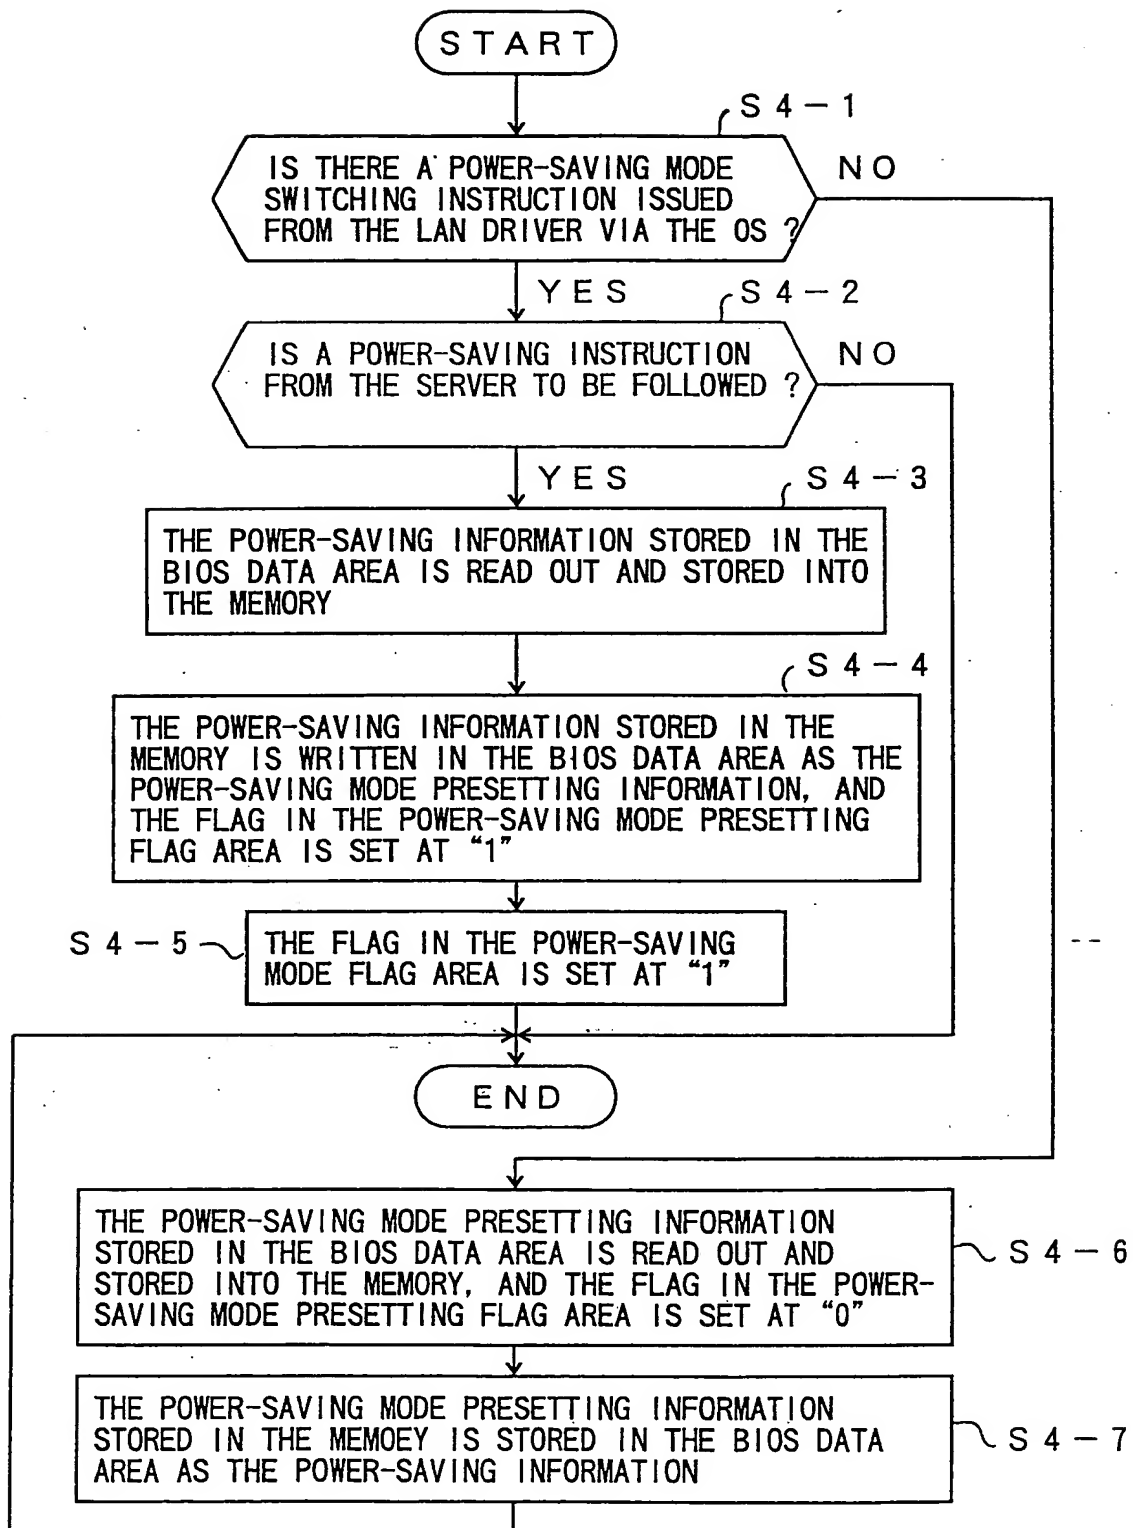 START
S4-1
IS THERE A POWER-SAVING MODE
SWITCHING INSTRUCTION ISSUED
FROM THE LAN DRIVER VIA THE OS ?
NO
YES
S4-2
IS A POWER-SAVING INSTRUCTION
FROM THE SERVER TO BE FOLLOWED ?
NO
YES
S4-3
THE POWER-SAVING INFORMATION STORED IN THE
BIOS DATA AREA IS READ OUT AND STORED INTO
THE MEMORY
S4-4
THE POWER-SAVING INFORMATION STORED IN THE
MEMORY IS WRITTEN IN THE BIOS DATA AREA AS THE
POWER-SAVING MODE PRESETTING INFORMATION, AND
THE FLAG IN THE POWER-SAVING MODE PRESETTING
FLAG AREA IS SET AT “1”
S4-5
THE FLAG IN THE POWER-SAVING
MODE FLAG AREA IS SET AT “1”
END
THE POWER-SAVING MODE PRESETTING INFORMATION
STORED IN THE BIOS DATA AREA IS READ OUT AND
STORED INTO THE MEMORY, AND THE FLAG IN THE POWER-
SAVING MODE PRESETTING FLAG AREA IS SET AT “0”
S4-6
THE POWER-SAVING MODE PRESETTING INFORMATION
STORED IN THE MEMOEY IS STORED IN THE BIOS DATA
AREA AS THE POWER-SAVING INFORMATION
S4-7